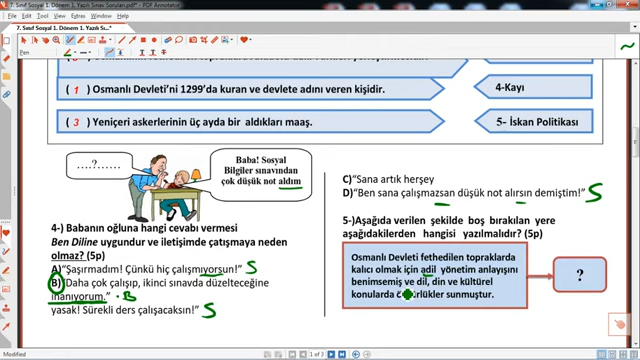 7. Sınıf Sosyal 1. Dönem 1. Yazılı Sınav Soruları.pdf* - PDF Annotator
File Edit View Insert Document Tools Window Help
7. Sınıf Sosyal 1. Dönem 1. Yazılı S...*
Pen
( 1 ) Osmanlı Devleti’ni 1299’da kuran ve devlete adını veren kişidir.
4-Kayı
( 3 ) Yeniçeri askerlerinin üç ayda bir aldıkları maaş.
5- İskan Politikası
……?……
Baba! Sosyal
Bilgiler sınavından
çok düşük not aldım
4-) Babanın oğluna hangi cevabı vermesi
Ben Diline uygundur ve iletişimde çatışmaya neden
olmaz? (5p)
A)“Şaşırmadım! Çünkü hiç çalışmıyorsun!” S
B)“Daha çok çalışıp, ikinci sınavda düzelteceğine
inanıyorum.” B
yasak! Sürekli ders çalışacaksın!” S
C)“Sana artık herşey
D)“Ben sana çalışmazsan düşük not alırsın demiştim!” S
5-)Aşağıda verilen şekilde boş bırakılan yere
aşağıdakilerden hangisi yazılmalıdır? (5p)
Osmanlı Devleti fethedilen topraklarda
kalıcı olmak için adil yönetim anlayışını
benimsemiş ve dil, din ve kültürel
konularda sunmuştur.
?
1 of 3